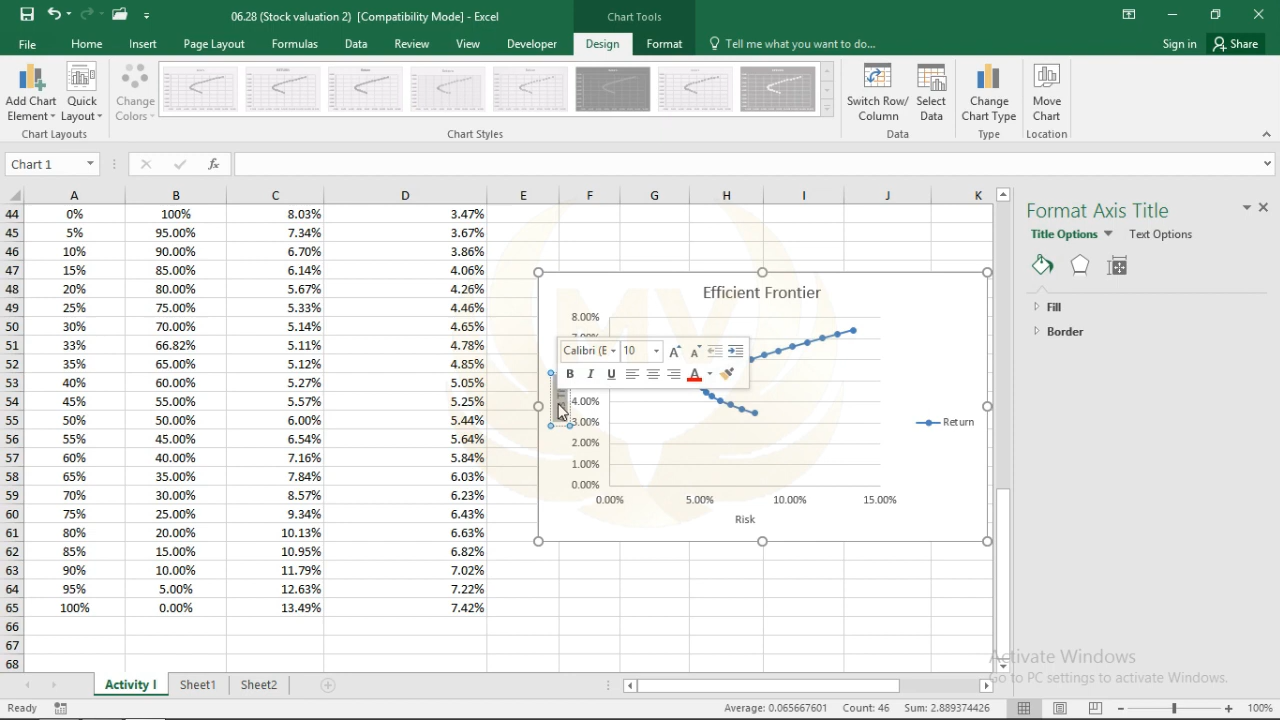 06.28 (Stock valuation 2)  [Compatibility Mode] - Excel
Chart Tools
File
Home
Insert
Page Layout
Formulas
Data
Review
View
Developer
Design
Format
Tell me what you want to do...
Sign in
Share
Add Chart Element
Quick Layout
Change Colors
Switch Row/ Column
Select Data
Change Chart Type
Move Chart
Chart Layouts
Chart Styles
Data
Type
Location
Chart 1
fx
A B C D E F G H I J K
44 0% 100% 8.03% 3.47%
45 5% 95.00% 7.34% 3.67%
46 10% 90.00% 6.70% 3.86%
47 15% 85.00% 6.14% 4.06%
48 20% 80.00% 5.67% 4.26%
49 25% 75.00% 5.33% 4.46%
50 30% 70.00% 5.14% 4.65%
51 33% 66.82% 5.11% 4.78%
52 35% 65.00% 5.12% 4.85%
53 40% 60.00% 5.27% 5.05%
54 45% 55.00% 5.57% 5.25%
55 50% 50.00% 6.00% 5.44%
56 55% 45.00% 6.54% 5.64%
57 60% 40.00% 7.16% 5.84%
58 65% 35.00% 7.84% 6.03%
59 70% 30.00% 8.57% 6.23%
60 75% 25.00% 9.34% 6.43%
61 80% 20.00% 10.13% 6.63%
62 85% 15.00% 10.95% 6.82%
63 90% 10.00% 11.79% 7.02%
64 95% 5.00% 12.63% 7.22%
65 100% 0.00% 13.49% 7.42%
66
67
68
Efficient Frontier
8.00%
Calibri (E 10
B I U A
4.00%
3.00%
2.00%
1.00%
0.00%
0.00% 5.00% 10.00% 15.00%
Risk
Return
Format Axis Title
Title Options
Text Options
Fill
Border
Activate Windows
Go to PC settings to activate Windows.
Activity I
Sheet1
Sheet2
Ready
Average: 0.065667601 Count: 46 Sum: 2.889374426
100%